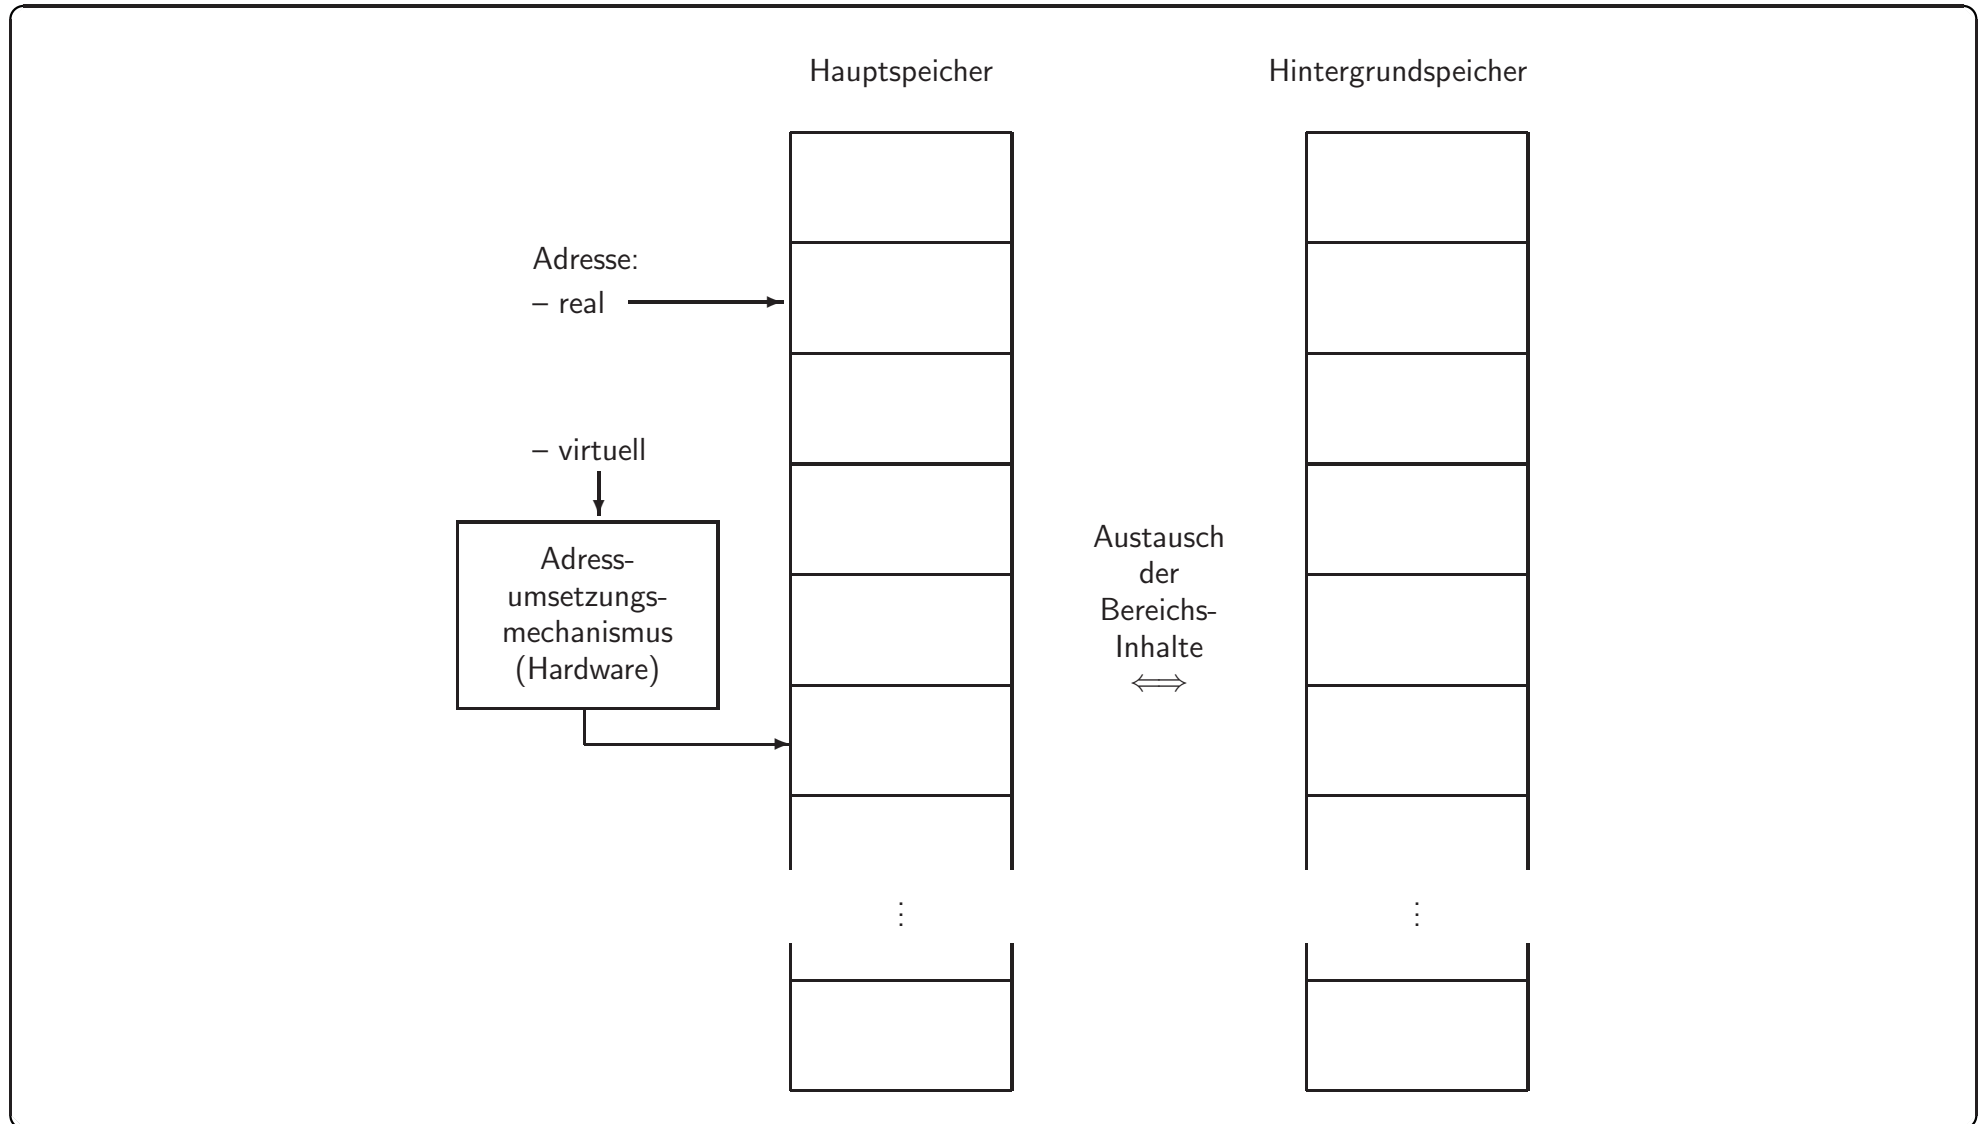 Hauptspeicher
Hintergrundspeicher
Adresse:
– real
– virtuell
Adress-
umsetzungs-
mechanismus
(Hardware)
Austausch
der
Bereichs-
Inhalte
⇐⇒
⋮
⋮